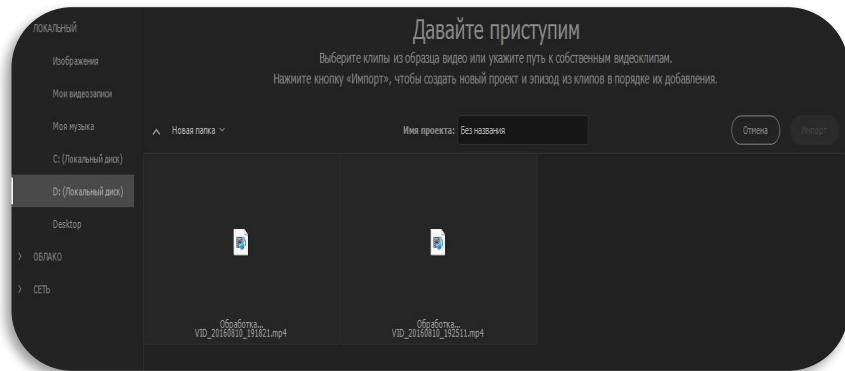 ЛОКАЛЬНЫЙ
Изображения
Мои видеозаписи
Моя музыка
C: (Локальный диск)
D: (Локальный диск)
Desktop
ОБЛАКО
СЕТЬ
Давайте приступим
Выберите клипы из образца видео или укажите путь к собственным видеоклипам.
Нажмите кнопку «Импорт», чтобы создать новый проект и эпизод из клипов в порядке их добавления.
Новая папка
Имя проекта: Без названия
Отмена
Импорт
Обработка...
VID_20160810_191821.mp4
Обработка...
VID_20160810_192511.mp4